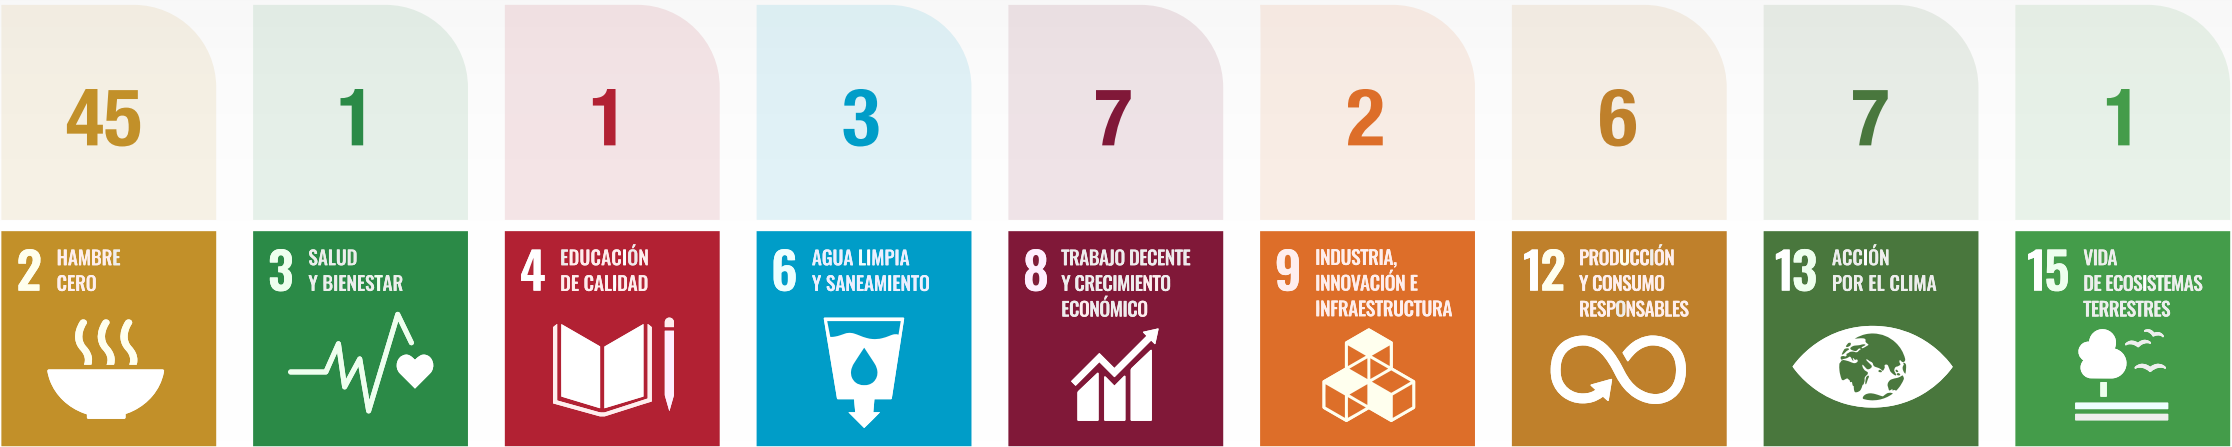 45
1
1
3
7
2
6
7
1
2 HAMBRE
CERO
3 SALUD
Y BIENESTAR
4 EDUCACIÓN
DE CALIDAD
6 AGUA LIMPIA
Y SANEAMIENTO
8 TRABAJO DECENTE
Y CRECIMIENTO
ECONÓMICO
9 INDUSTRIA,
INNOVACIÓN E
INFRAESTRUCTURA
12 PRODUCCIÓN
Y CONSUMO
RESPONSABLES
13 ACCIÓN
POR EL CLIMA
15 VIDA
DE ECOSISTEMAS
TERRESTRES